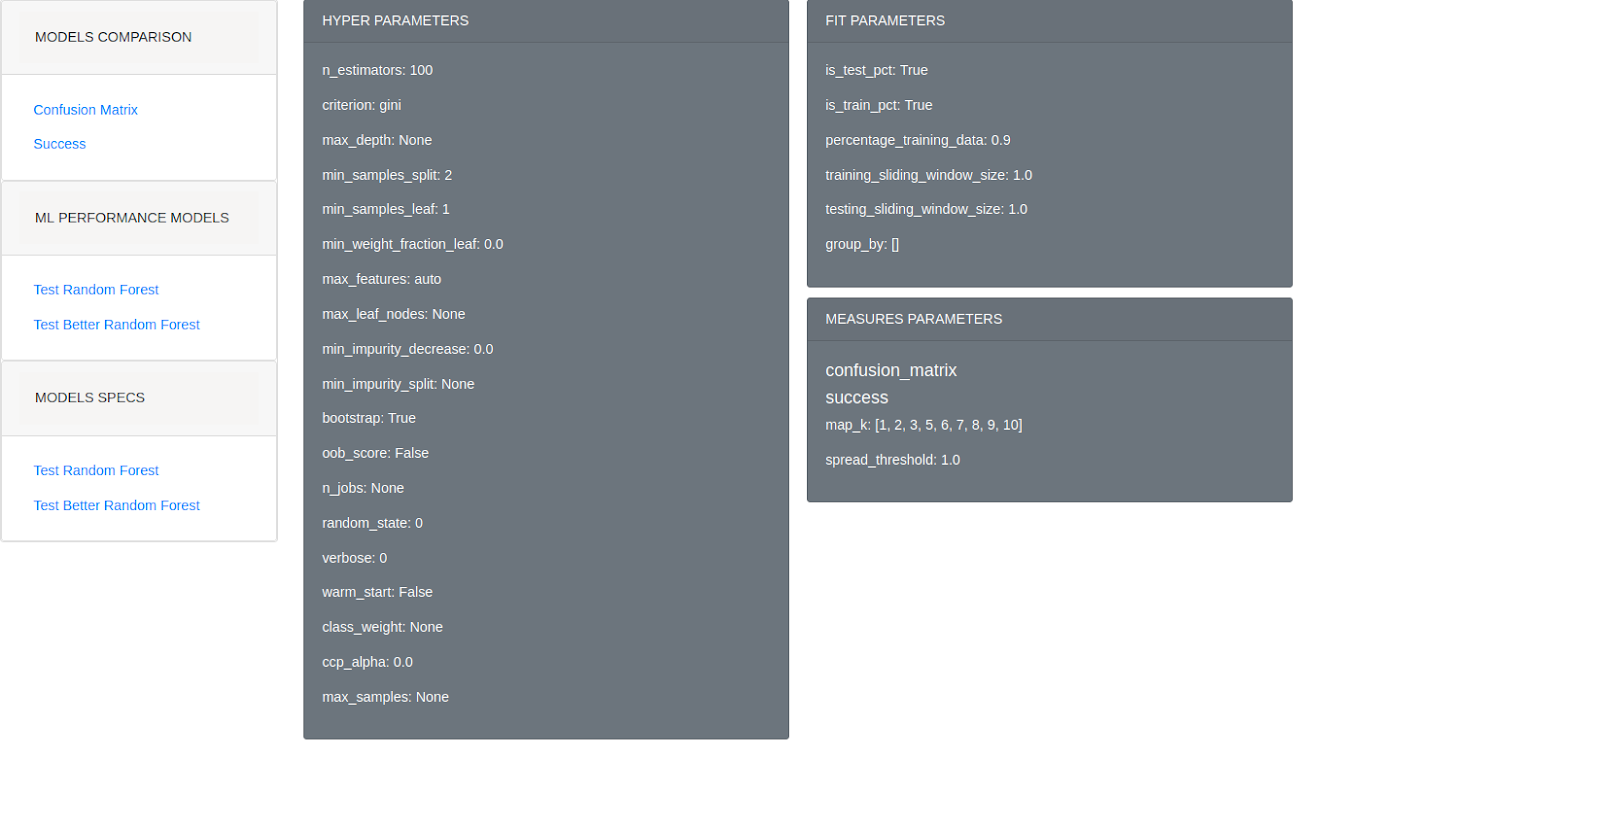 MODELS COMPARISON
Confusion Matrix
Success
ML PERFORMANCE MODELS
Test Random Forest
Test Better Random Forest
MODELS SPECS
Test Random Forest
Test Better Random Forest
HYPER PARAMETERS
n_estimators: 100
criterion: gini
max_depth: None
min_samples_split: 2
min_samples_leaf: 1
min_weight_fraction_leaf: 0.0
max_features: auto
max_leaf_nodes: None
min_impurity_decrease: 0.0
min_impurity_split: None
bootstrap: True
oob_score: False
n_jobs: None
random_state: 0
verbose: 0
warm_start: False
class_weight: None
ccp_alpha: 0.0
max_samples: None
FIT PARAMETERS
is_test_pct: True
is_train_pct: True
percentage_training_data: 0.9
training_sliding_window_size: 1.0
testing_sliding_window_size: 1.0
group_by: []
MEASURES PARAMETERS
confusion_matrix
success
map_k: [1, 2, 3, 5, 6, 7, 8, 9, 10]
spread_threshold: 1.0